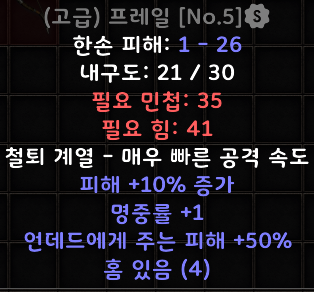 (고급) 프레일 [No.5] S
한손 피해: 1 - 26
내구도: 21 / 30
필요 민첩: 35
필요 힘: 41
철퇴 계열 - 매우 빠른 공격 속도
피해 +10% 증가
명중률 +1
언데드에게 주는 피해 +50%
홈 있음 (4)